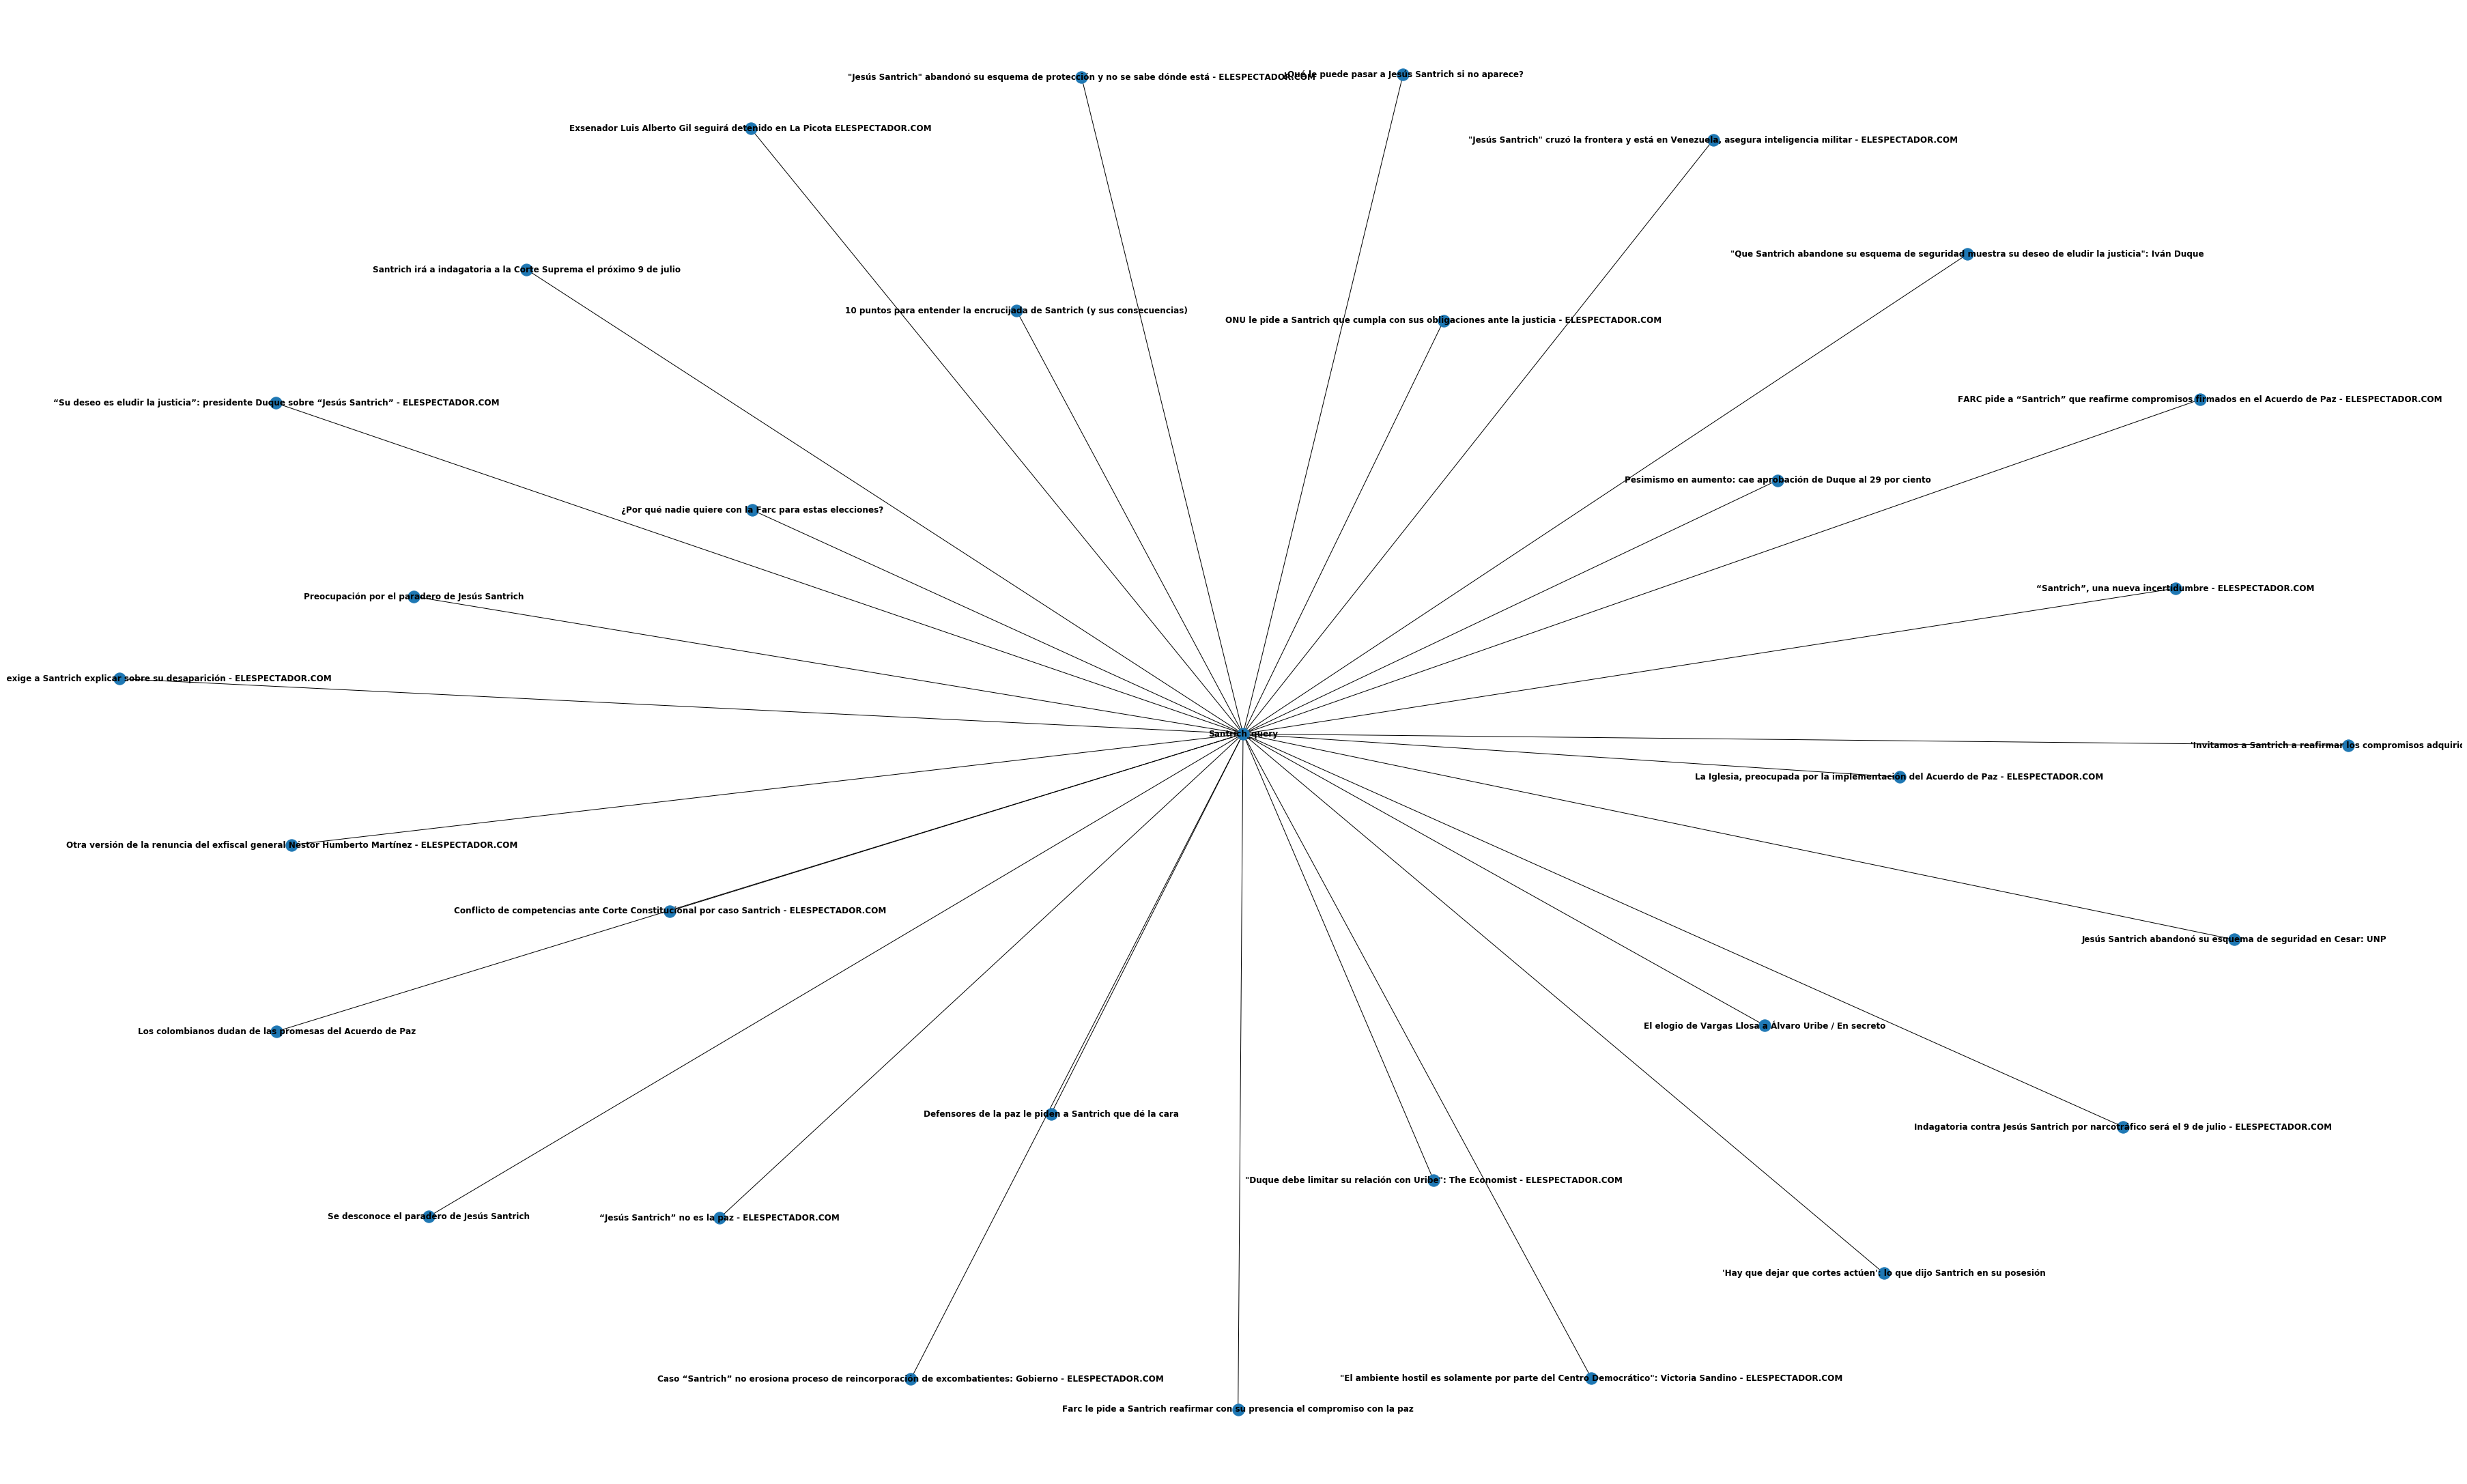 ¿Qué le puede pasar a Jesús Santrich si no aparece?
"Jesús Santrich" abandonó su esquema de protección y no se sabe dónde está - ELESPECTADOR.COM
Exsenador Luis Alberto Gil seguirá detenido en La Picota ELESPECTADOR.COM
"Jesús Santrich" cruzó la frontera y está en Venezuela, asegura inteligencia militar - ELESPECTADOR.COM
"Que Santrich abandone su esquema de seguridad muestra su deseo de eludir la justicia": Iván Duque
Santrich irá a indagatoria a la Corte Suprema el próximo 9 de julio
10 puntos para entender la encrucijada de Santrich (y sus consecuencias)
ONU le pide a Santrich que cumpla con sus obligaciones ante la justicia - ELESPECTADOR.COM
“Su deseo es eludir la justicia”: presidente Duque sobre “Jesús Santrich” - ELESPECTADOR.COM
FARC pide a “Santrich” que reafirme compromisos firmados en el Acuerdo de Paz - ELESPECTADOR.COM
Pesimismo en aumento: cae aprobación de Duque al 29 por ciento
¿Por qué nadie quiere con la Farc para estas elecciones?
“Santrich”, una nueva incertidumbre - ELESPECTADOR.COM
Preocupación por el paradero de Jesús Santrich
exige a Santrich explicar sobre su desaparición - ELESPECTADOR.COM
Santrich_query
'Invitamos a Santrich a reafirmar los compromisos
La Iglesia, preocupada por la implementación del Acuerdo de Paz - ELESPECTADOR.COM
Otra versión de la renuncia del exfiscal general Néstor Humberto Martínez - ELESPECTADOR.COM
Conflicto de competencias ante Corte Constitucional por caso Santrich - ELESPECTADOR.COM
Jesús Santrich abandonó su esquema de seguridad en Cesar: UNP
Los colombianos dudan de las promesas del Acuerdo de Paz
El elogio de Vargas Llosa a Álvaro Uribe / En secreto
Defensores de la paz le piden a Santrich que dé la cara
Indagatoria contra Jesús Santrich por narcotráfico será el 9 de julio - ELESPECTADOR.COM
"Duque debe limitar su relación con Uribe": The Economist - ELESPECTADOR.COM
Se desconoce el paradero de Jesús Santrich
“Jesús Santrich” no es la paz - ELESPECTADOR.COM
'Hay que dejar que cortes actúen': lo que dijo Santrich en su posesión
Caso “Santrich” no erosiona proceso de reincorporación de excombatientes: Gobierno - ELESPECTADOR.COM
"El ambiente hostil es solamente por parte del Centro Democrático": Victoria Sandino - ELESPECTADOR.COM
Farc le pide a Santrich reafirmar con su presencia el compromiso con la paz